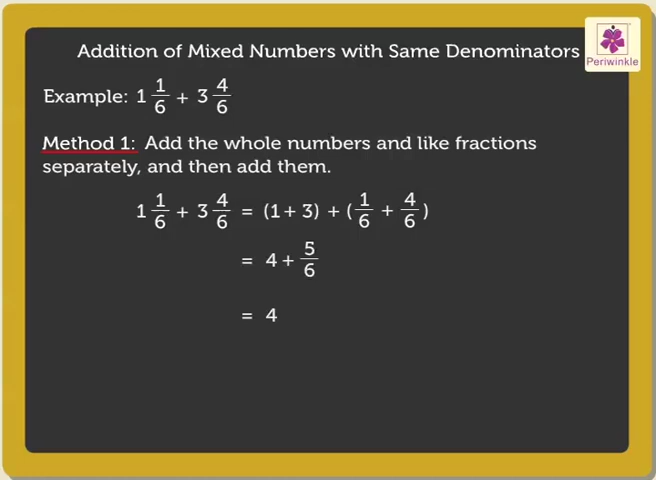 Addition of Mixed Numbers with Same Denominators
Periwinkle
Example: 1 1/6 + 3 4/6
Method 1: Add the whole numbers and like fractions
separately, and then add them.
1 1/6 + 3 4/6 = (1 + 3) + (1/6 + 4/6)
= 4 + 5/6
= 4